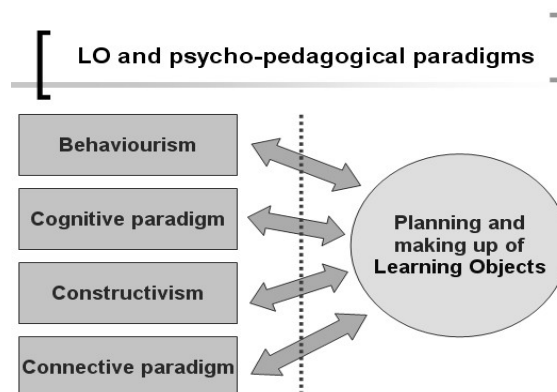 LO and psycho-pedagogical paradigms
Behaviourism
Cognitive paradigm
Constructivism
Connective paradigm
Planning and
making up of
Learning Objects